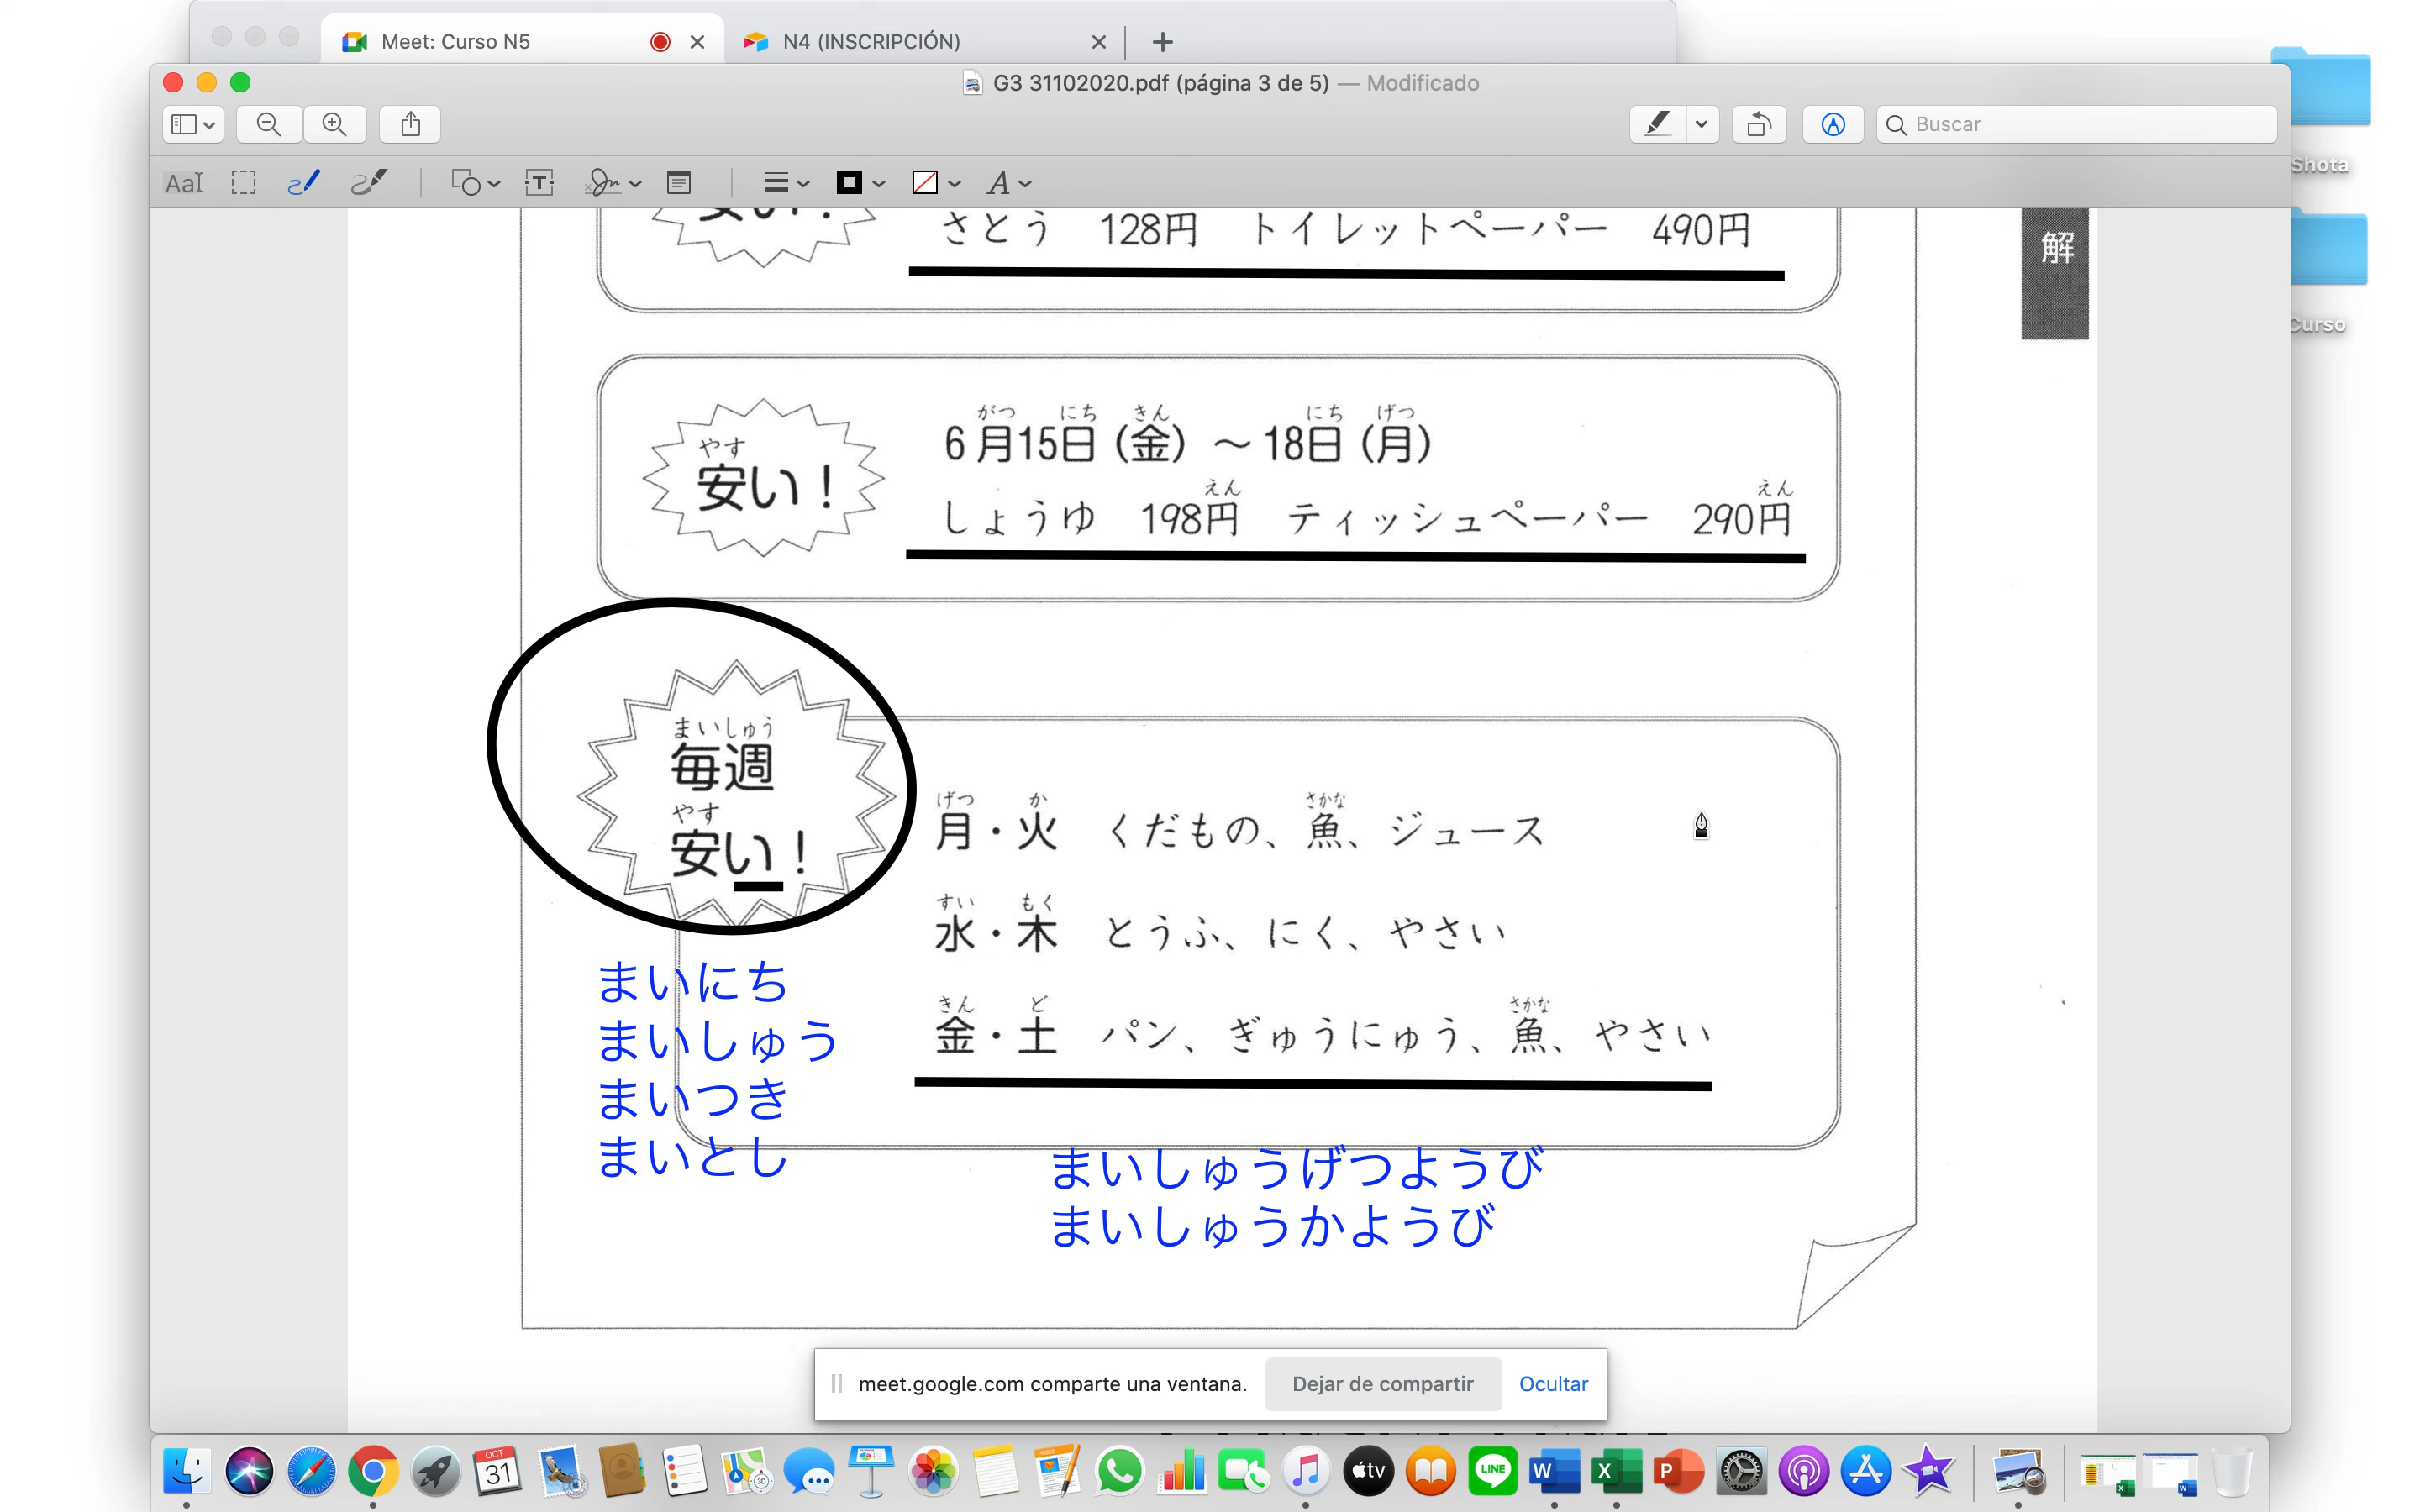 Meet: Curso N5
N4 (INSCRIPCIÓN)
G3 31102020.pdf (página 3 de 5) — Modificado
Buscar
Shota
Curso
さとう 128円 トイレットペーパー 490円
解
がつ にち きん にち げつ
6月15日(金) ～18日(月)
やす
安い！
えん えん
しょうゆ 198円 ティッシュペーパー 290円
まいしゅう
毎週
やす
安い！
げつ か さかな
月・火 くだもの、魚、ジュース
すい もく
水・木 とうふ、にく、やさい
きん ど さかな
金・土 パン、ぎゅうにゅう、魚、やさい
まいにち
まいしゅう
まいつき
まいとし
まいしゅうげつようび
まいしゅうかようび
meet.google.com comparte una ventana.
Dejar de compartir
Ocultar
OCT
31
3D
PAGES
tv
LINE
W
X
P